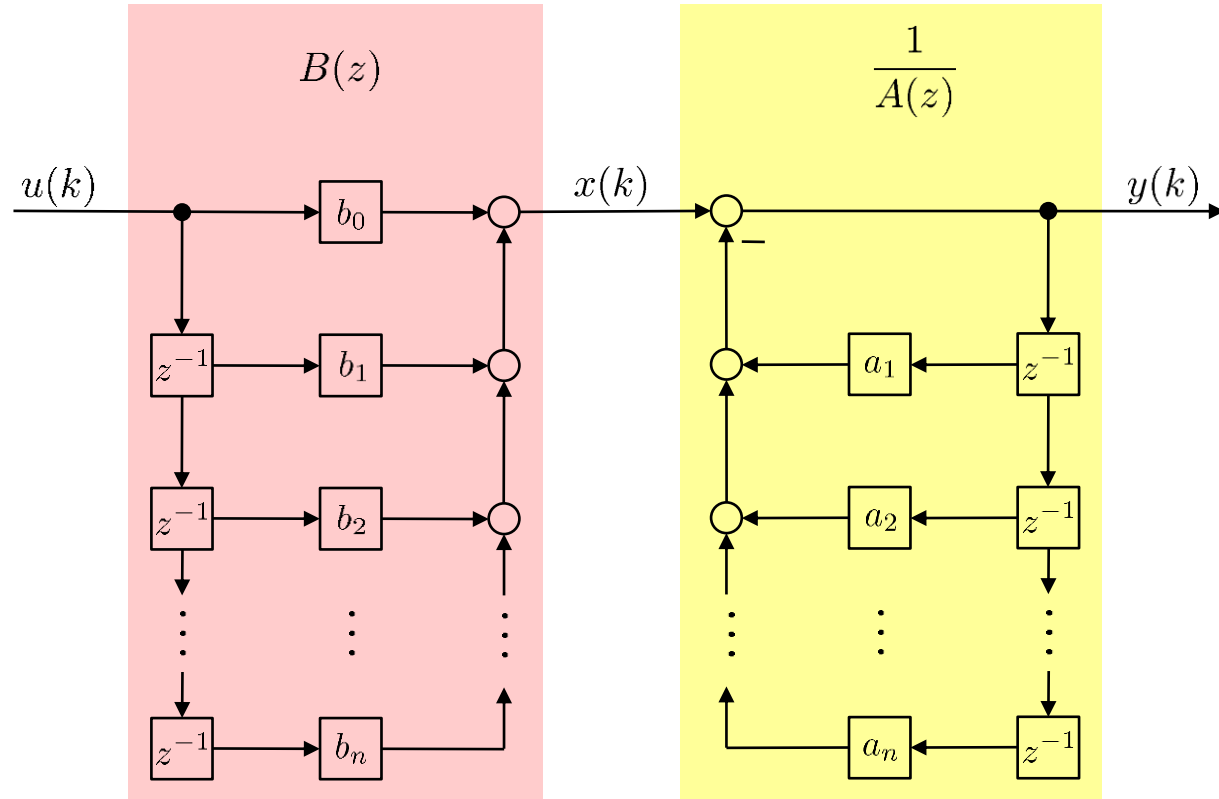 B(z)
1
A(z)
u(k)
x(k)
y(k)
b₀
−
z⁻¹ b₁ a₁ z⁻¹
z⁻¹ b₂ a₂ z⁻¹
⋮ ⋮ ⋮ ⋮ ⋮ ⋮
z⁻¹ bₙ aₙ z⁻¹